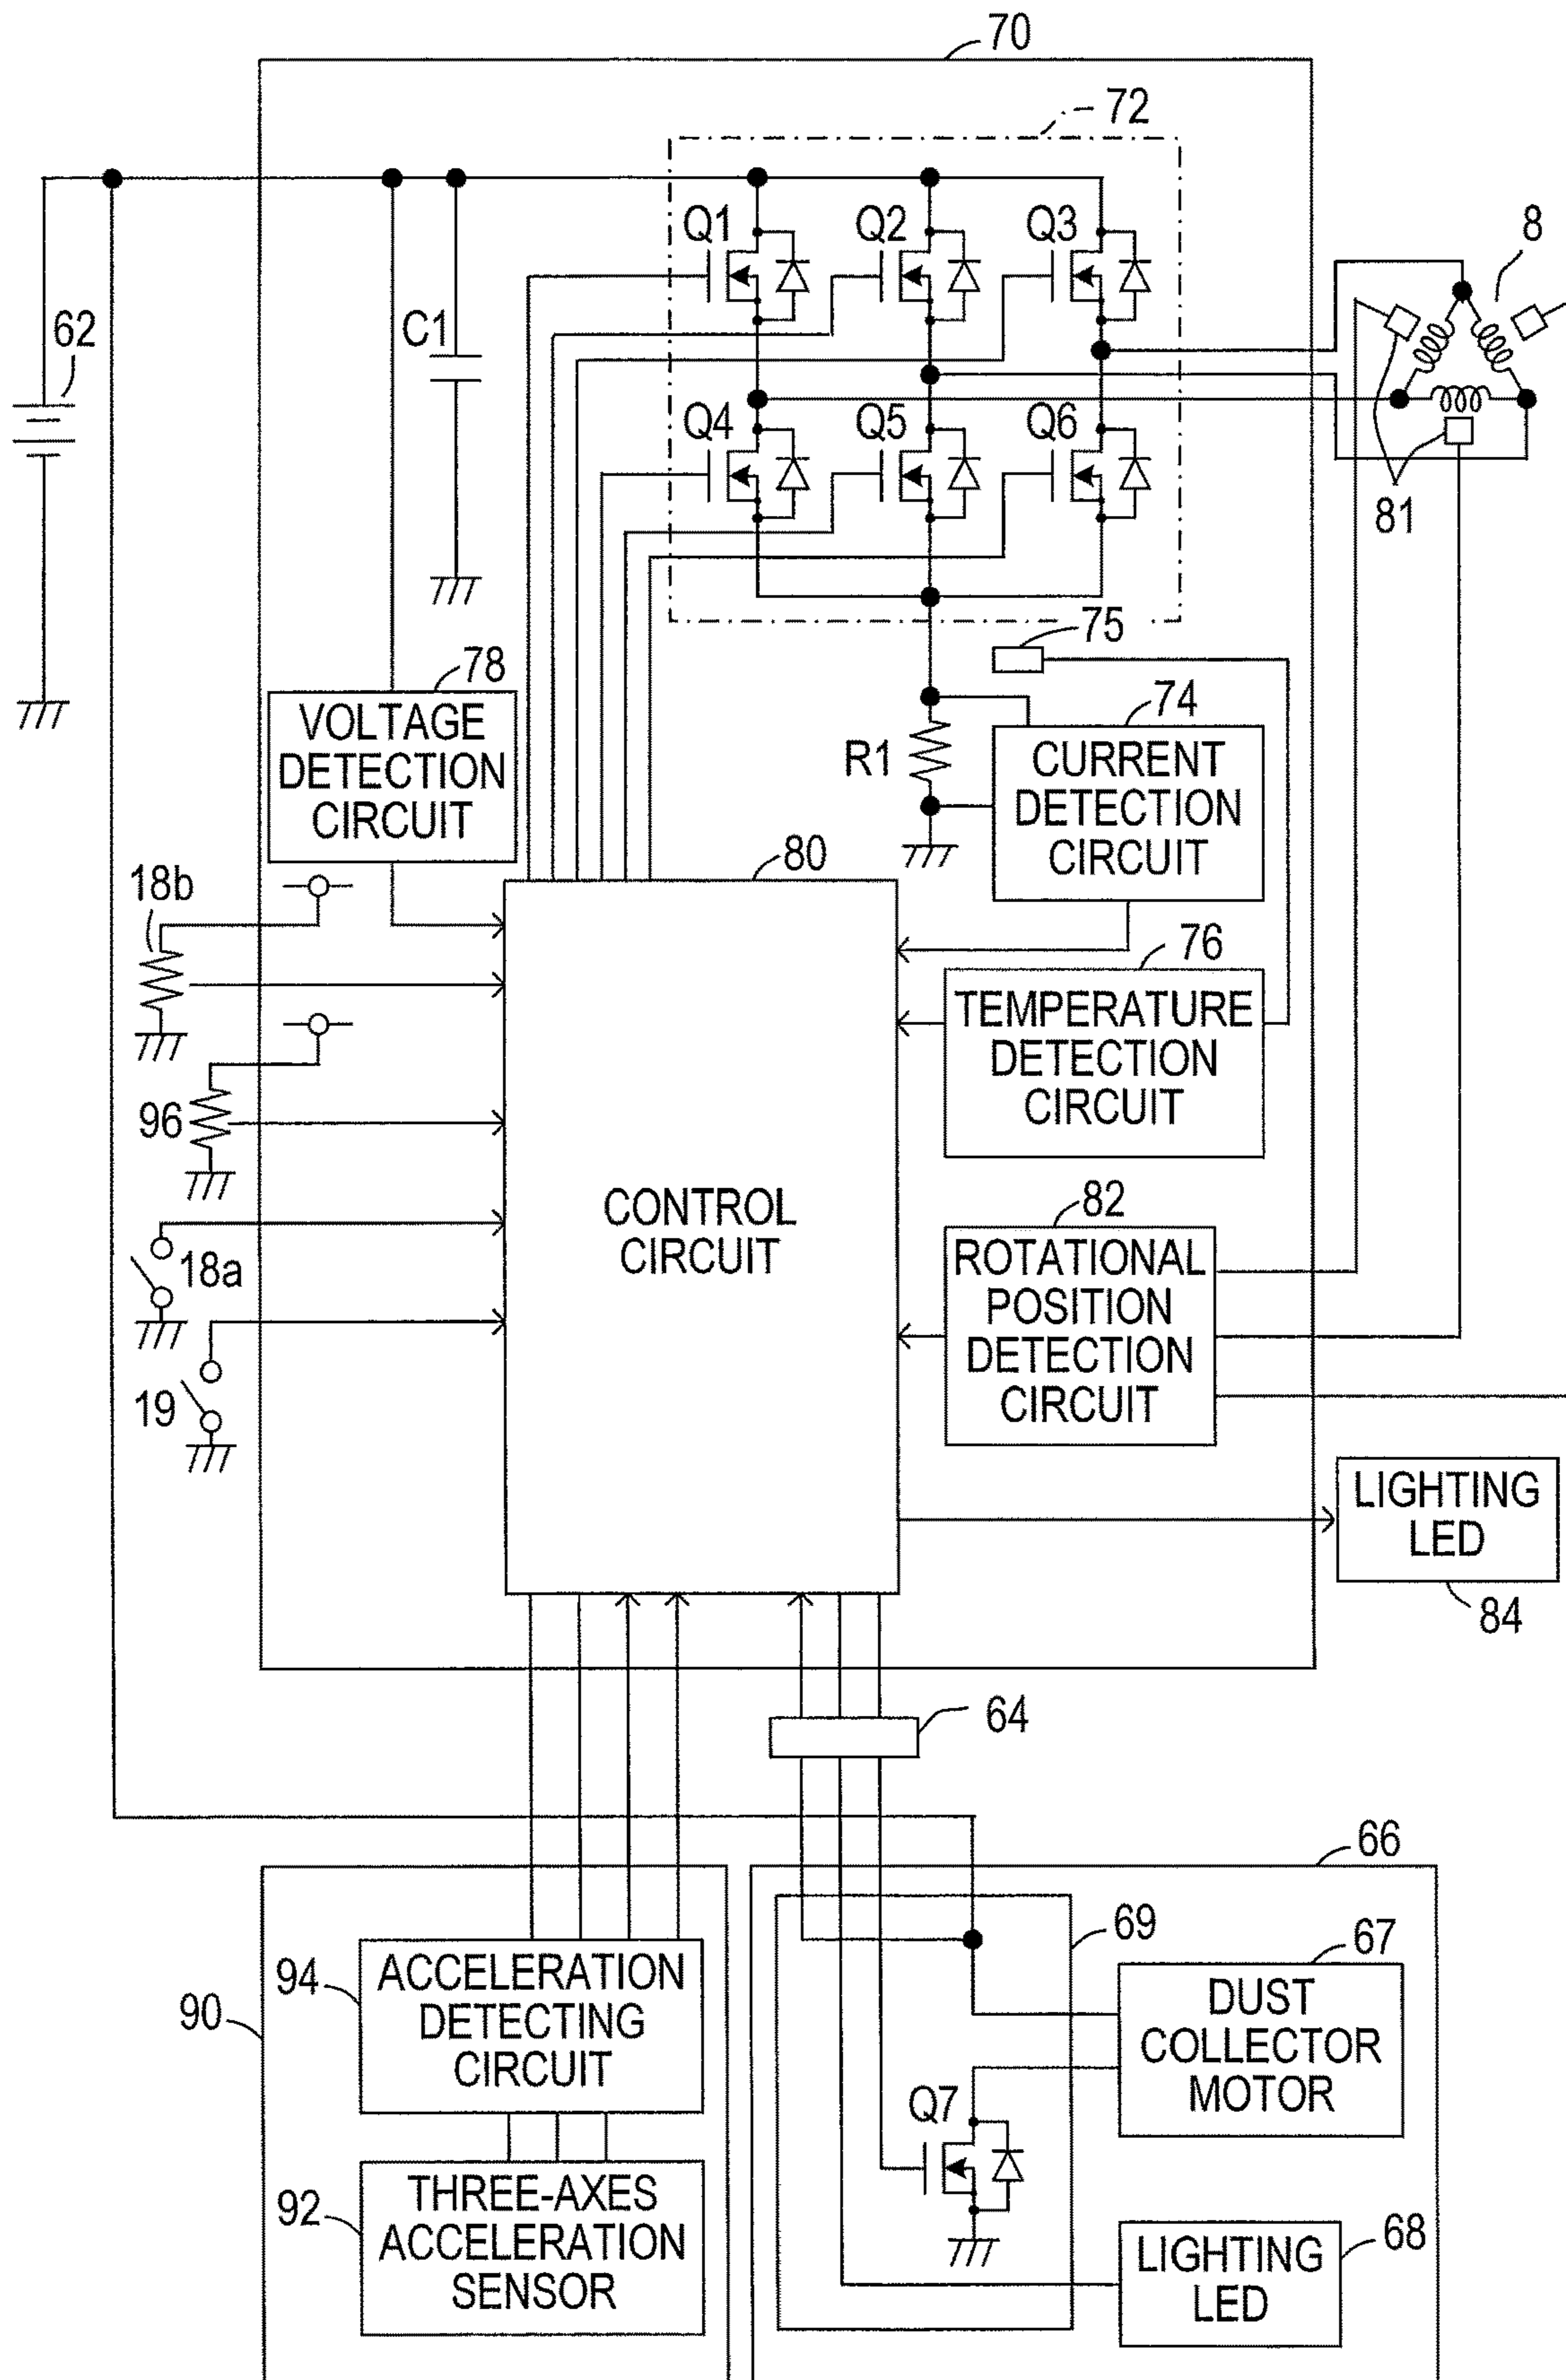 70
72
Q1
Q2
Q3
8
62
C1
Q4
Q5
Q6
81
75
78
74
VOLTAGE
DETECTION
CIRCUIT
R1
CURRENT
DETECTION
CIRCUIT
80
18b
76
TEMPERATURE
DETECTION
CIRCUIT
96
CONTROL
CIRCUIT
82
ROTATIONAL
POSITION
DETECTION
CIRCUIT
18a
19
LIGHTING
LED
84
64
66
69
67
94
ACCELERATION
DETECTING
CIRCUIT
DUST
COLLECTOR
MOTOR
90
Q7
92
THREE-AXES
ACCELERATION
SENSOR
68
LIGHTING
LED